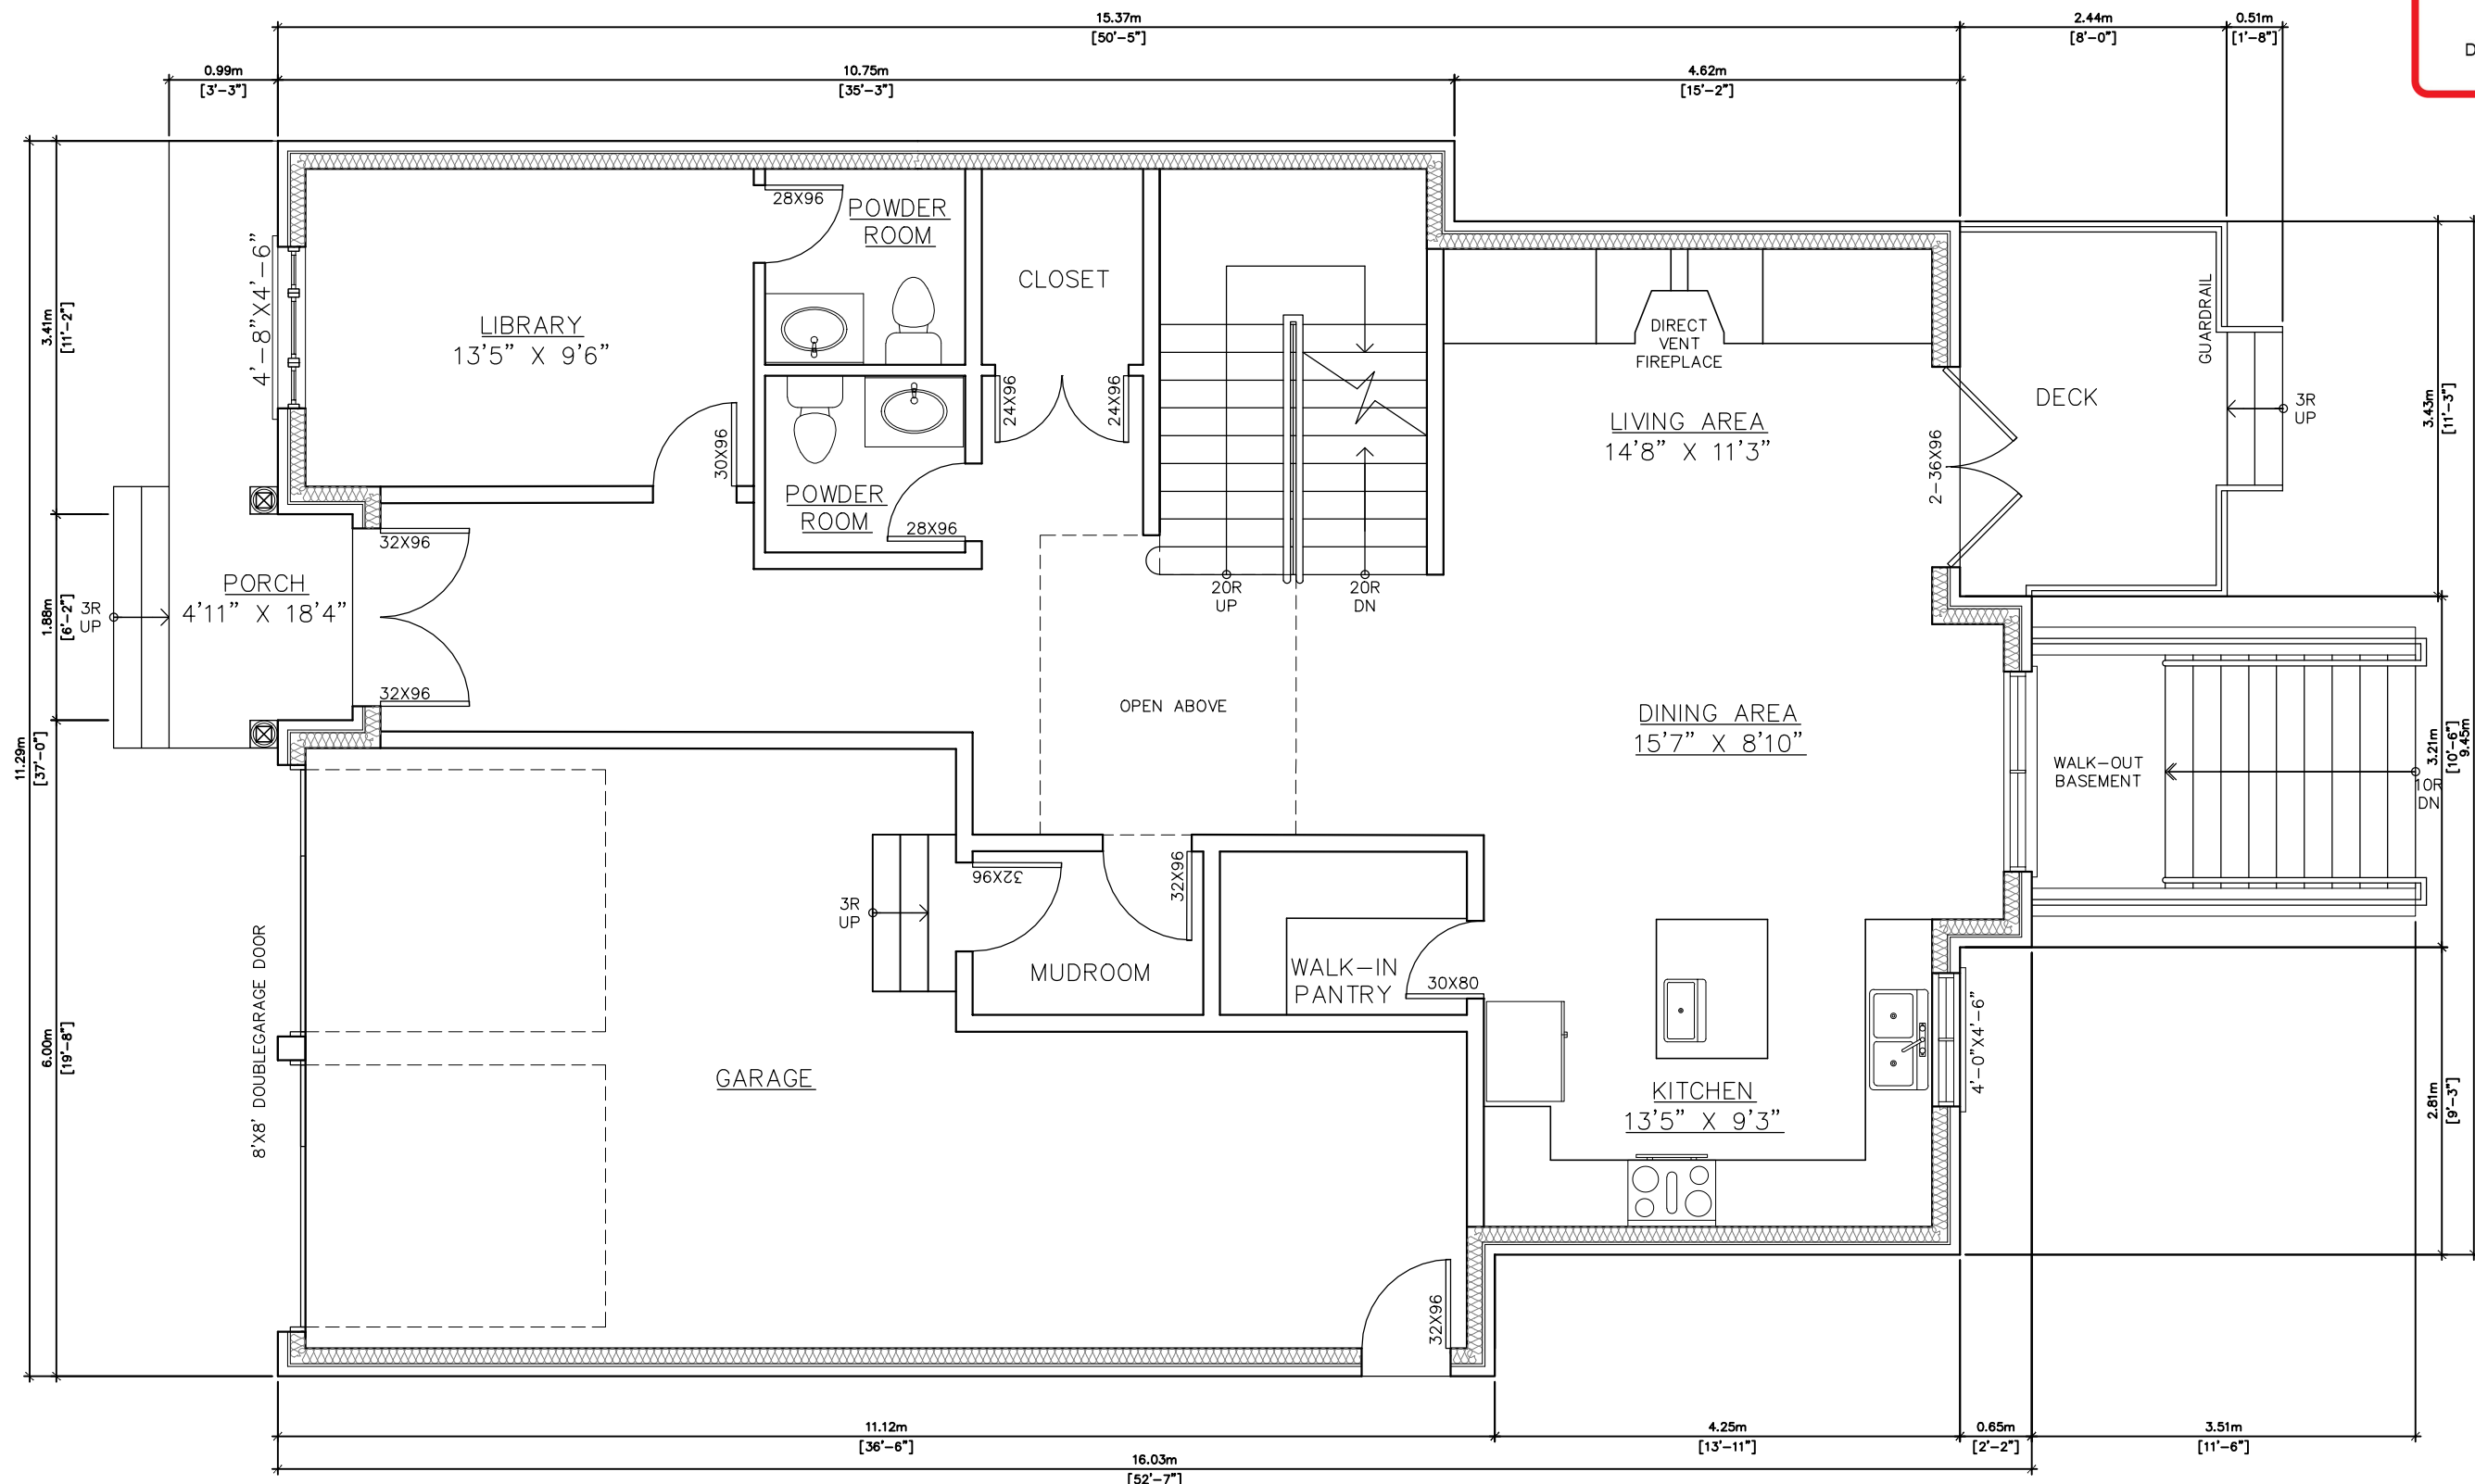 15.37m
[50'-5"]
2.44m
[8'-0"]
0.51m
[1'-8"]
D
0.99m
[3'-3"]
10.75m
[35'-3"]
4.62m
[15'-2"]
28X96
POWDER
ROOM
CLOSET
4'-8"X4'-6"
LIBRARY
13'5" X 9'6"
3.41m
[11'-2"]
DIRECT
VENT
FIREPLACE
GUARDRAIL
DECK
3R
UP
3.43m
[11'-3"]
24X96
24X96
LIVING AREA
14'8" X 11'3"
30X96
2-36X96
POWDER
ROOM
28X96
32X96
PORCH
4'11" X 18'4"
3R
UP
1.88m
[6'-2"]
20R
UP
20R
DN
32X96
OPEN ABOVE
DINING AREA
15'7" X 8'10"
11.29m
[37'-0"]
WALK-OUT
BASEMENT
10R
DN
3.21m
[10'-6"]
9.45m
32X96
32X96
3R
UP
MUDROOM
WALK-IN
PANTRY
30X80
8'X8' DOUBLEGARAGE DOOR
6.00m
[19'-8"]
GARAGE
KITCHEN
13'5" X 9'3"
4'-0"X4'-6"
2.81m
[9'-3"]
32X96
11.12m
[36'-6"]
4.25m
[13'-11"]
0.65m
[2'-2"]
3.51m
[11'-6"]
16.03m
[52'-7"]